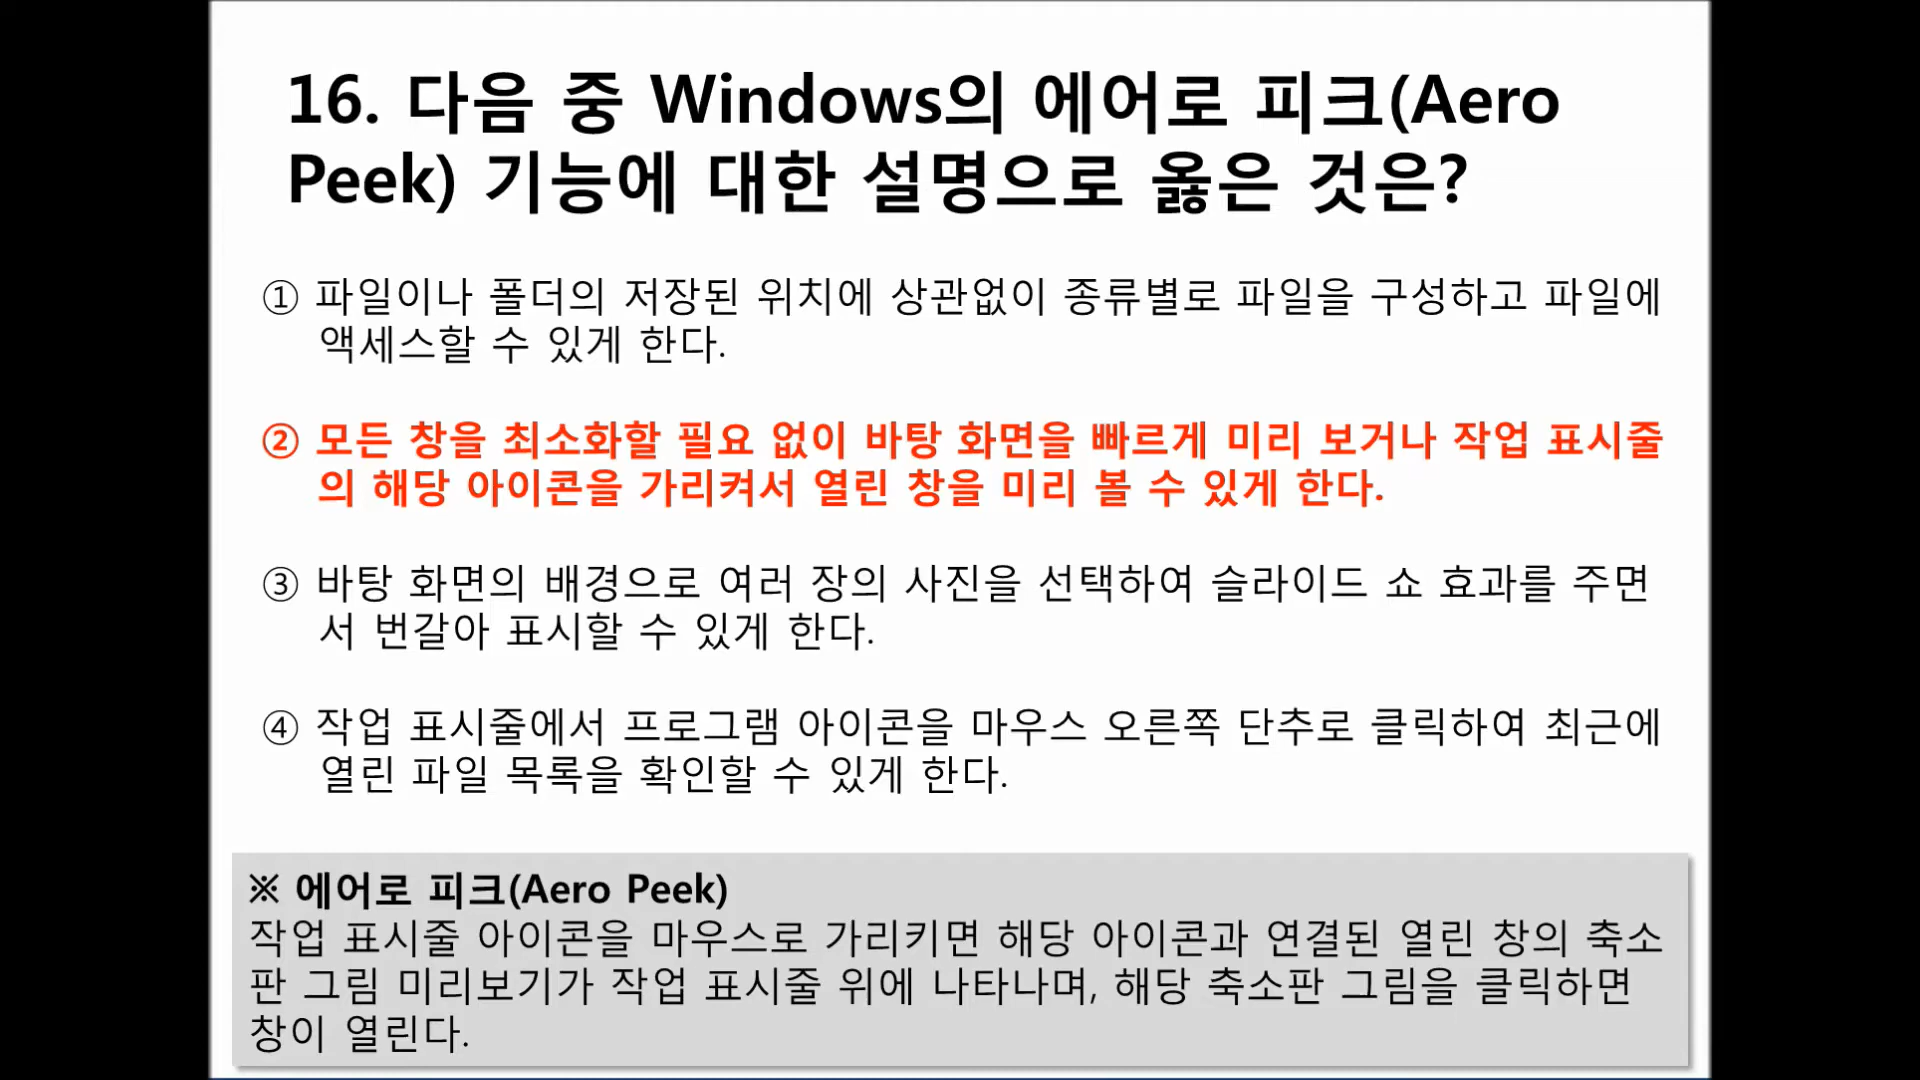 16. 다음 중 Windows의 에어로 피크(Aero
Peek) 기능에 대한 설명으로 옳은 것은?
① 파일이나 폴더의 저장된 위치에 상관없이 종류별로 파일을 구성하고 파일에
액세스할 수 있게 한다.
② 모든 창을 최소화할 필요 없이 바탕 화면을 빠르게 미리 보거나 작업 표시줄
의 해당 아이콘을 가리켜서 열린 창을 미리 볼 수 있게 한다.
③ 바탕 화면의 배경으로 여러 장의 사진을 선택하여 슬라이드 쇼 효과를 주면
서 번갈아 표시할 수 있게 한다.
④ 작업 표시줄에서 프로그램 아이콘을 마우스 오른쪽 단추로 클릭하여 최근에
열린 파일 목록을 확인할 수 있게 한다.
※ 에어로 피크(Aero Peek)
작업 표시줄 아이콘을 마우스로 가리키면 해당 아이콘과 연결된 열린 창의 축소
판 그림 미리보기가 작업 표시줄 위에 나타나며, 해당 축소판 그림을 클릭하면
창이 열린다.